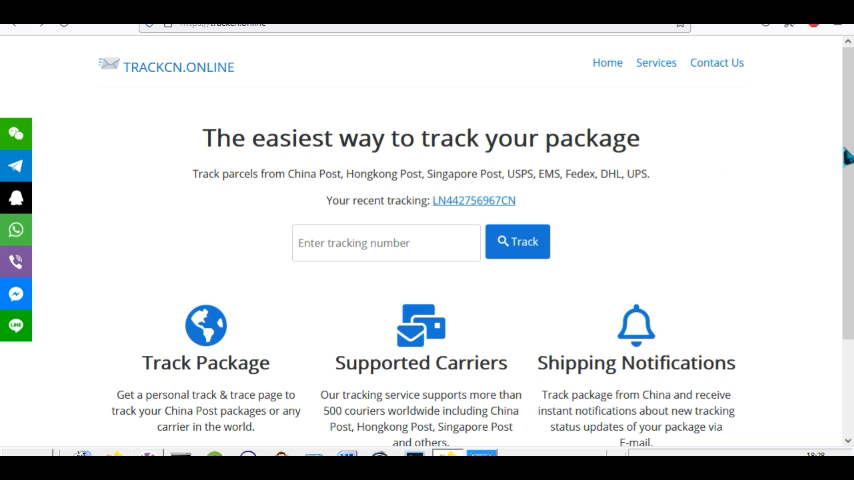 TRACKCN.ONLINE
Home Services Contact Us
The easiest way to track your package
Track parcels from China Post, Hongkong Post, Singapore Post, USPS, EMS, Fedex, DHL, UPS.
Your recent tracking: LN442756967CN
Enter tracking number
Track
Track Package
Get a personal track & trace page to
track your China Post packages or any
carrier in the world.
Supported Carriers
Our tracking service supports more than
500 couriers worldwide including China
Post, Hongkong Post, Singapore Post
and others.
Shipping Notifications
Track package from China and receive
instant notifications about new tracking
status updates of your package via
E-mail.